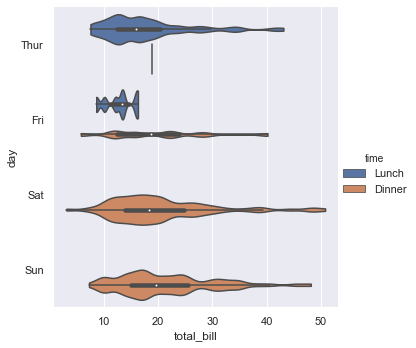 Thur
Fri
day
Sat
Sun
time
Lunch
Dinner
10 20 30 40 50
total_bill